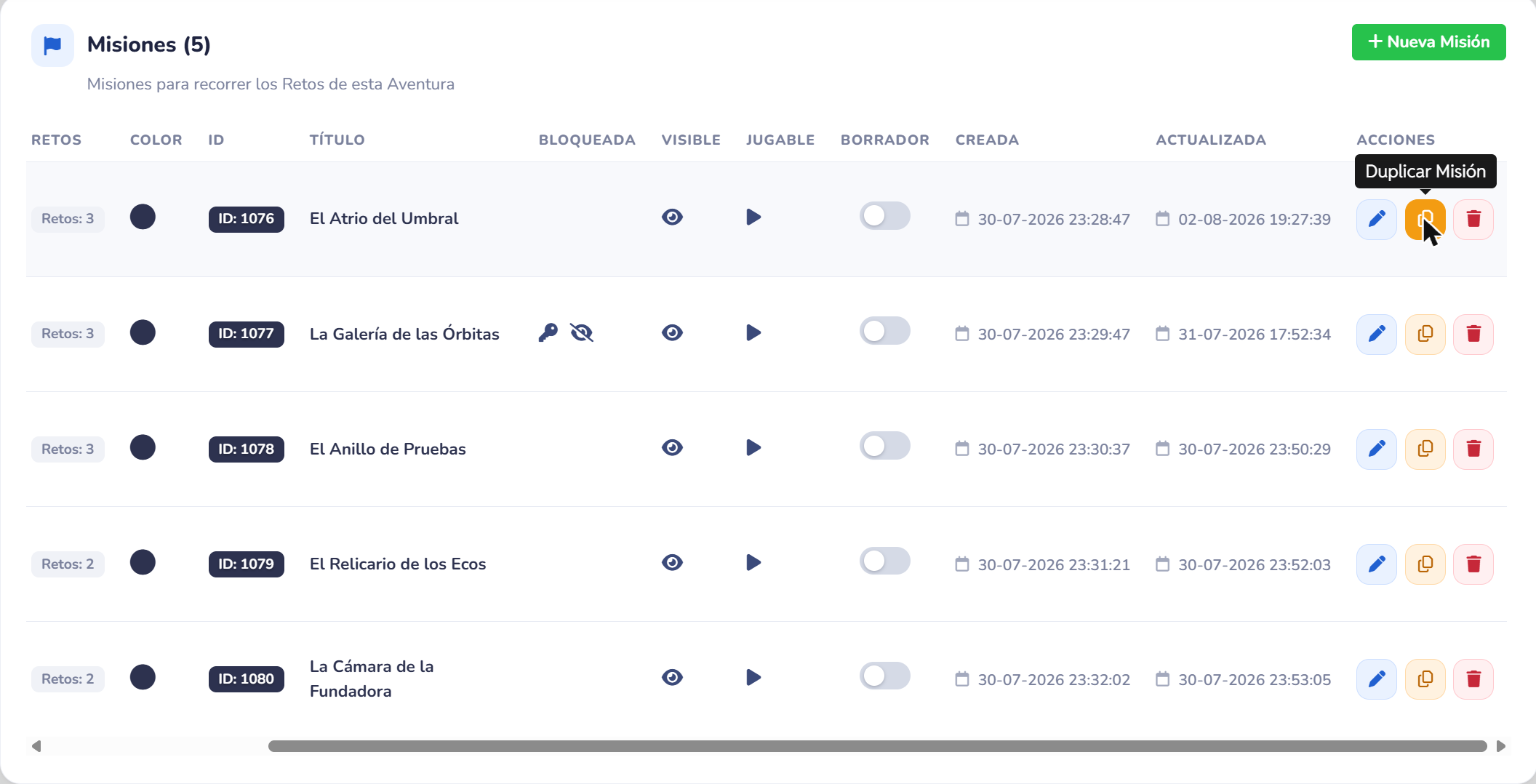 Misiones (5)
+ Nueva Misión
Misiones para recorrer los Retos de esta Aventura
RETOS COLOR ID TÍTULO BLOQUEADA VISIBLE JUGABLE BORRADOR CREADA ACTUALIZADA ACCIONES
Duplicar Misión
Retos: 3 ID: 1076 El Atrio del Umbral 30-07-2026 23:28:47 02-08-2026 19:27:39
Retos: 3 ID: 1077 La Galería de las Órbitas 30-07-2026 23:29:47 31-07-2026 17:52:34
Retos: 3 ID: 1078 El Anillo de Pruebas 30-07-2026 23:30:37 30-07-2026 23:50:29
Retos: 2 ID: 1079 El Relicario de los Ecos 30-07-2026 23:31:21 30-07-2026 23:52:03
Retos: 2 ID: 1080 La Cámara de la Fundadora 30-07-2026 23:32:02 30-07-2026 23:53:05